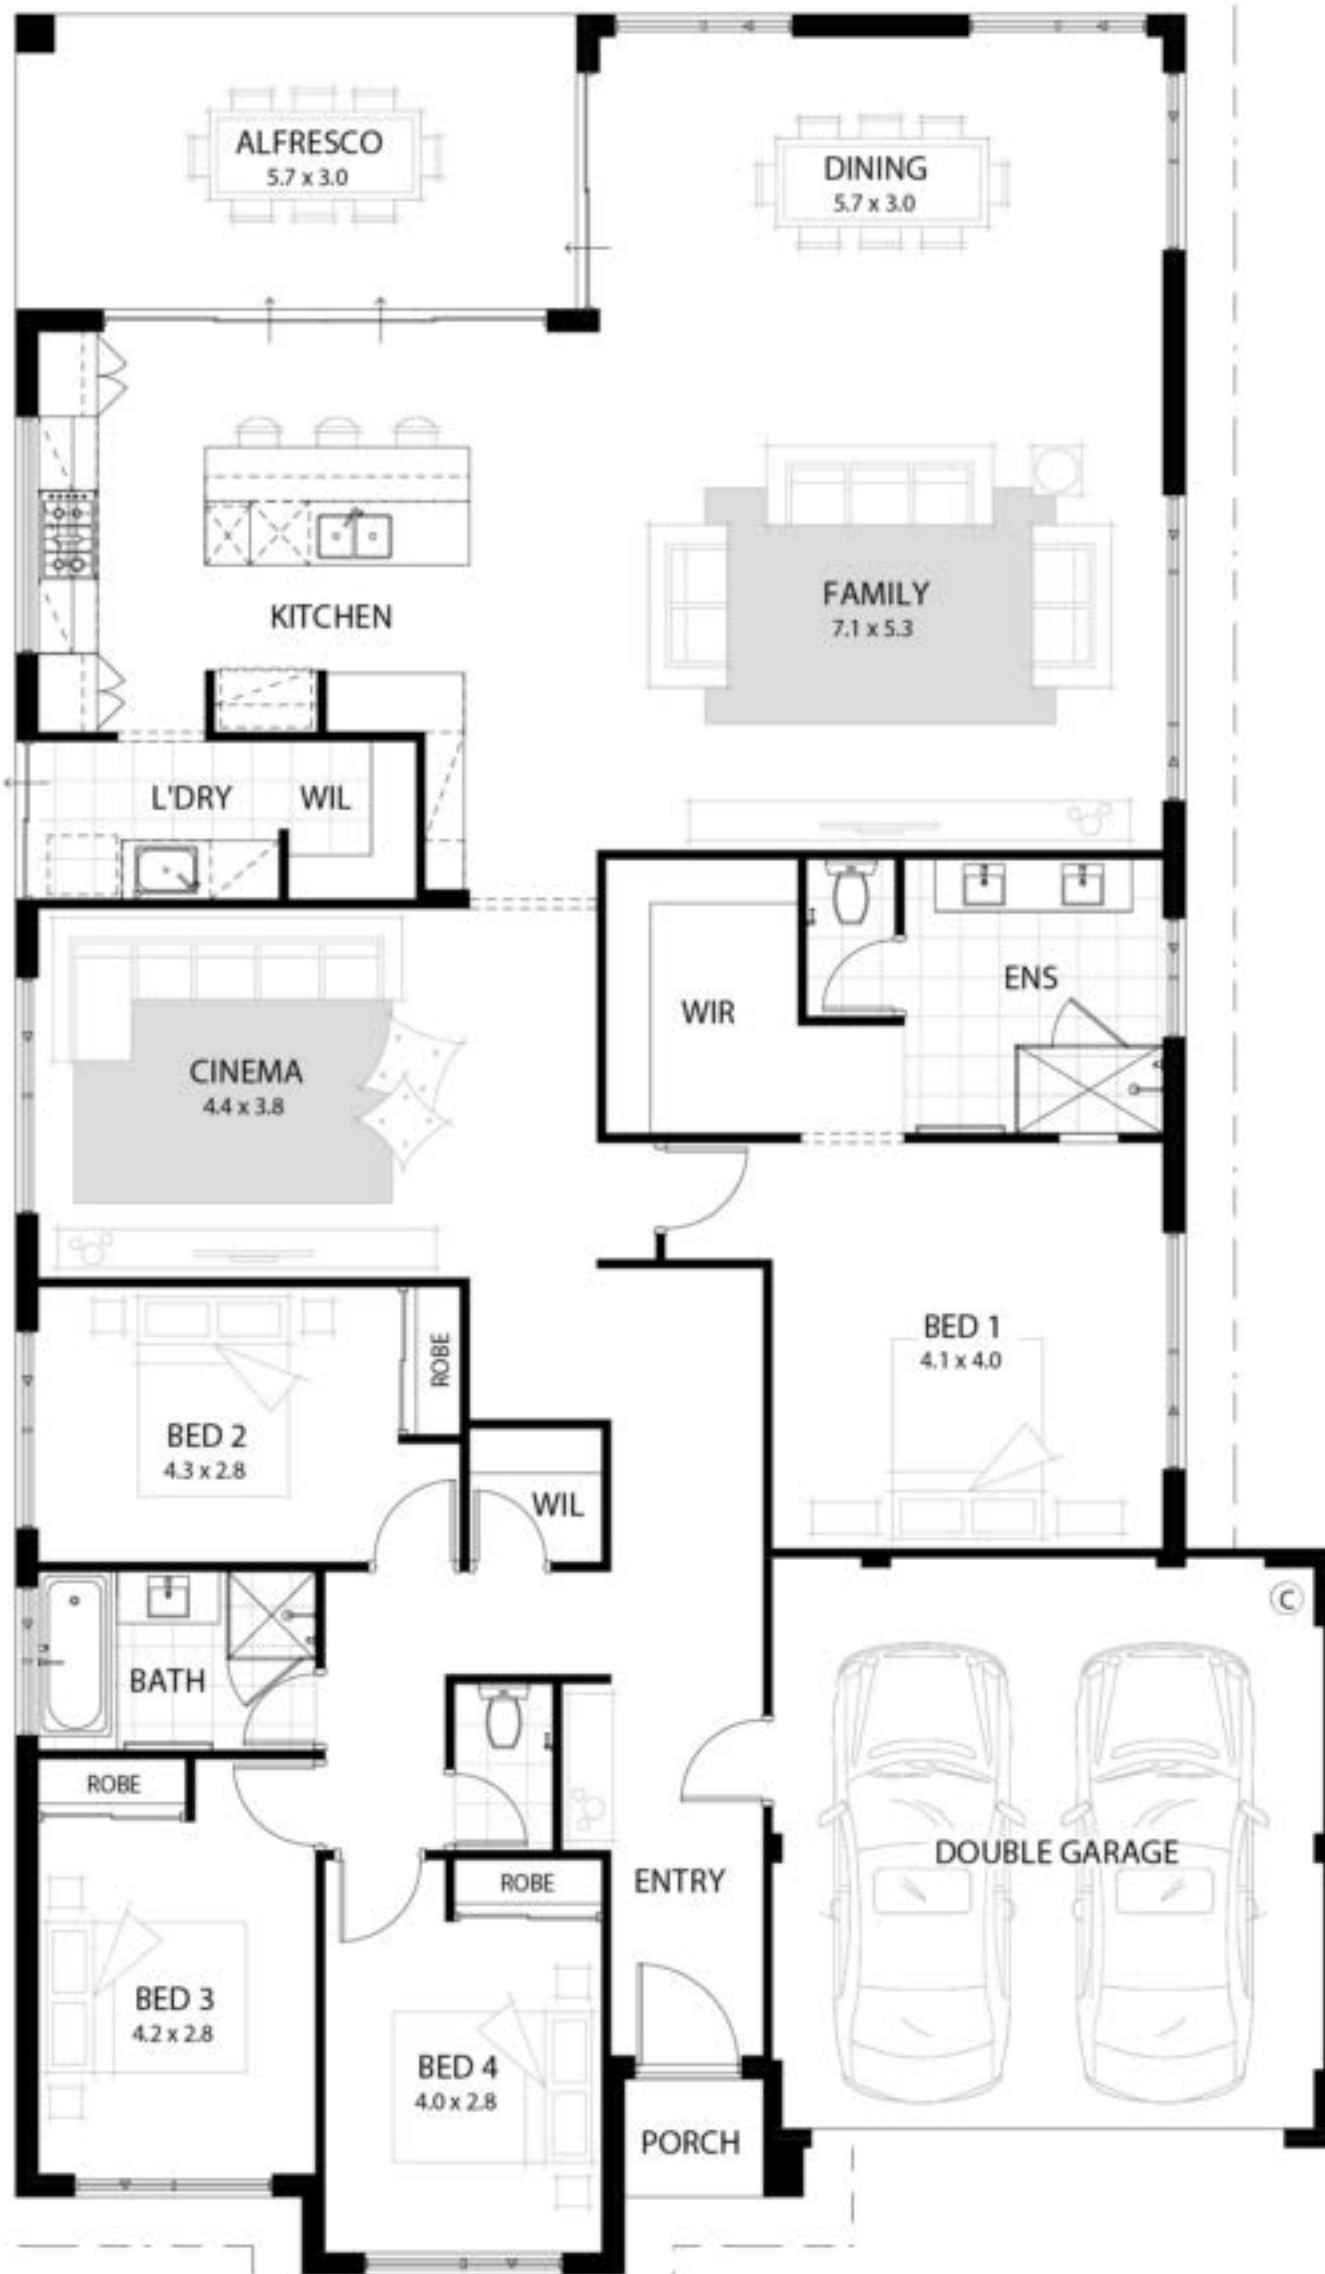 ALFRESCO
5.7 x 3.0
DINING
5.7 x 3.0
KITCHEN
FAMILY
7.1 x 5.3
L'DRY
WIL
WIR
ENS
CINEMA
4.4 x 3.8
BED 1
4.1 x 4.0
ROBE
BED 2
4.3 x 2.8
WIL
C
BATH
ROBE
DOUBLE GARAGE
ROBE
ENTRY
BED 3
4.2 x 2.8
BED 4
4.0 x 2.8
PORCH